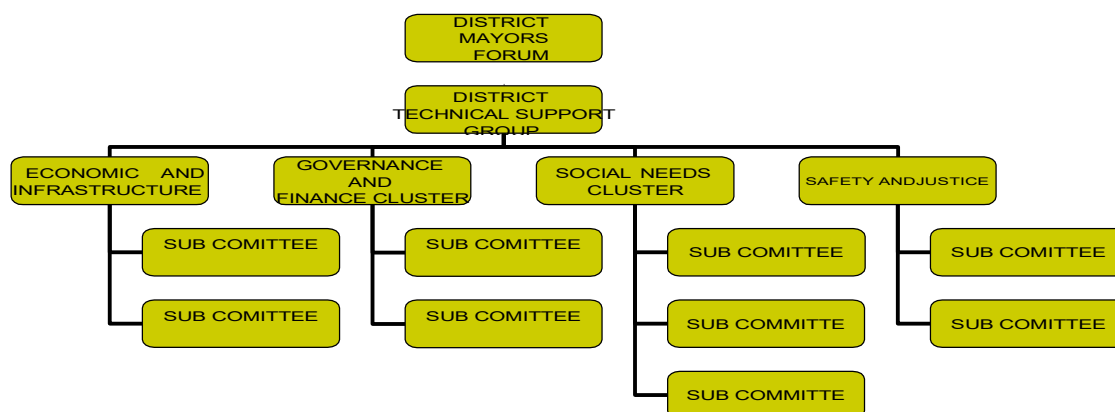 DISTRICT
MAYORS
FORUM
DISTRICT
TECHNICAL SUPPORT
GROUP
ECONOMIC AND
INFRASTRUCTURE
GOVERNANCE
AND
FINANCE CLUSTER
SOCIAL NEEDS
CLUSTER
SAFETY ANDJUSTICE
SUB COMITTEE
SUB COMITTEE
SUB COMITTEE
SUB COMITTEE
SUB COMITTEE
SUB COMITTEE
SUB COMMITTE
SUB COMITTEE
SUB COMMITTE